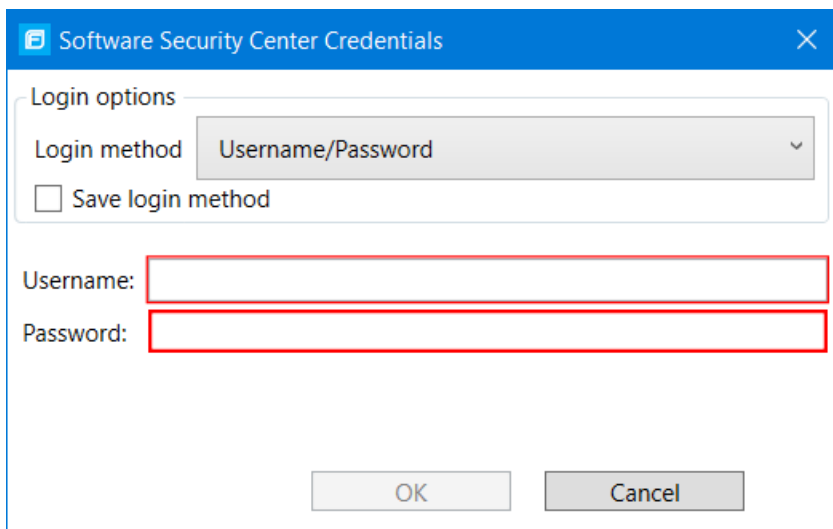 Software Security Center Credentials
Login options
Login method Username/Password
Save login method
Username:
Password:
OK Cancel